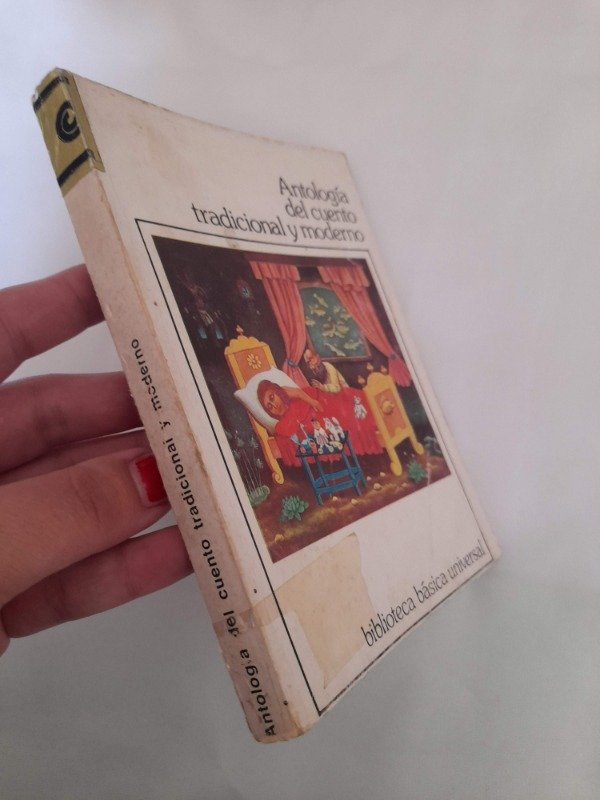 Antología
del cuento
tradicional y moderno
biblioteca básica universal
Antología del cuento tradicional y moderno